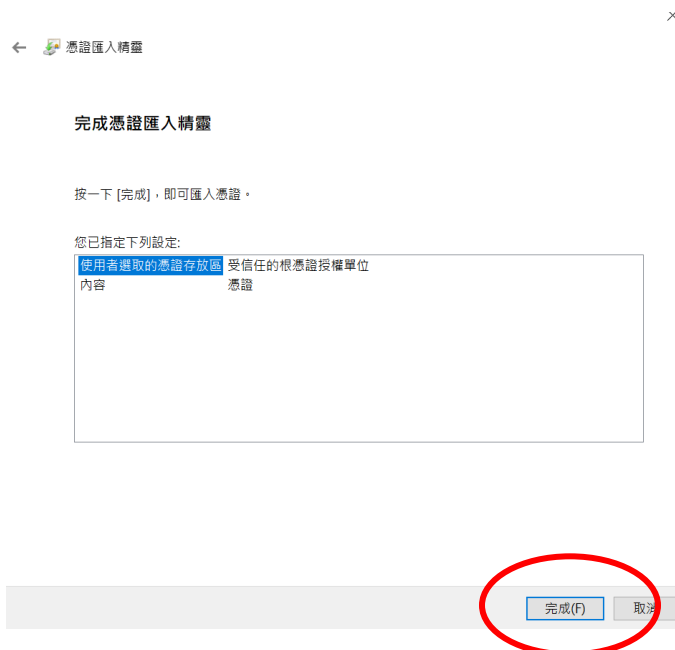 憑證匯入精靈
完成憑證匯入精靈
按一下 [完成]，即可匯入憑證。
您已指定下列設定:
使用者選取的憑證存放區 受信任的根憑證授權單位
內容 憑證
完成(F) 取消